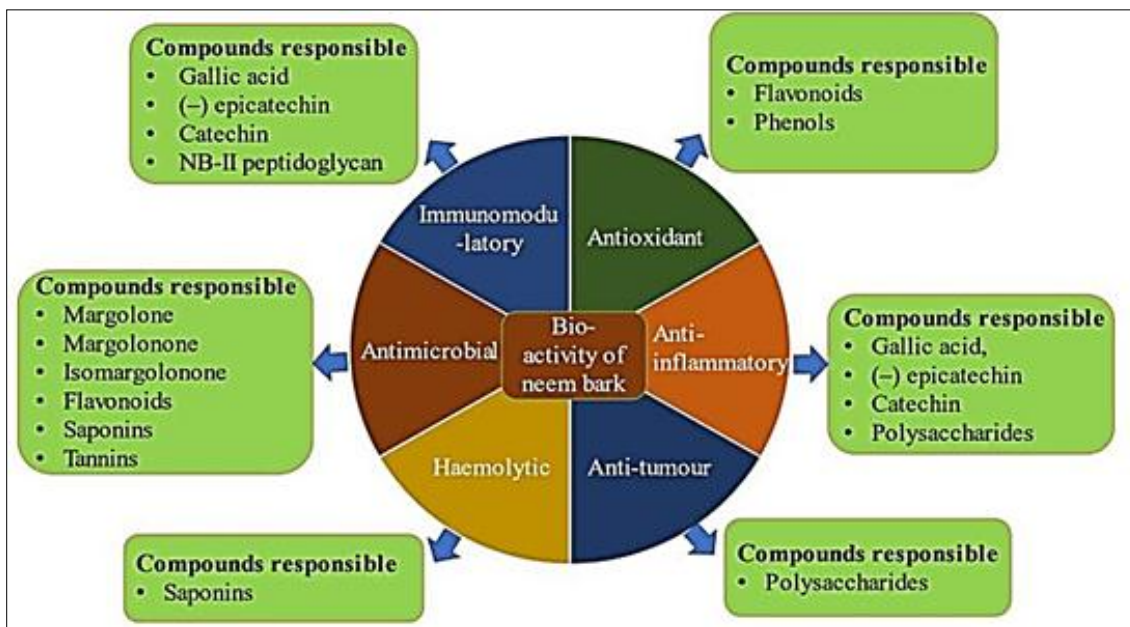 Compounds responsible
• Gallic acid
• (–) epicatechin
• Catechin
• NB-II peptidoglycan
Compounds responsible
• Flavonoids
• Phenols
Immunomodu
-latory
Antioxidant
Compounds responsible
• Margolone
• Margolonone
• Isomargolonone
• Flavonoids
• Saponins
• Tannins
Antimicrobial
Bio-
activity of
neem bark
Anti-
inflammatory
Compounds responsible
• Gallic acid,
• (–) epicatechin
• Catechin
• Polysaccharides
Haemolytic
Anti-tumour
Compounds responsible
• Saponins
Compounds responsible
• Polysaccharides